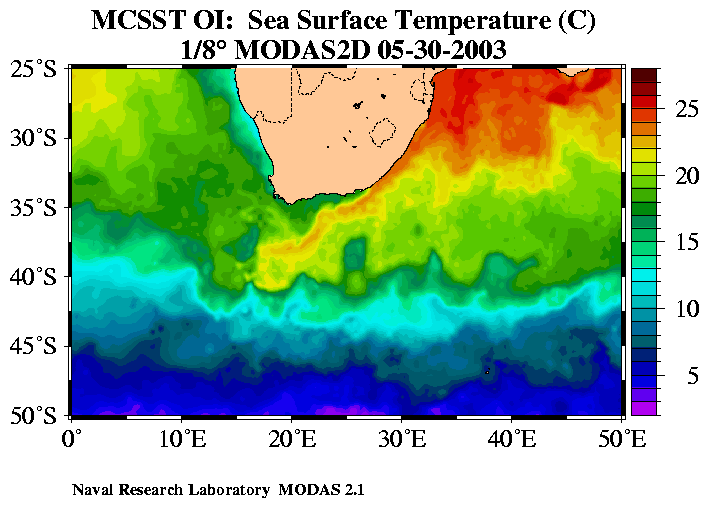 MCSST OI: Sea Surface Temperature (C)
1/8° MODAS2D 05-30-2003
25°S
30°S
35°S
40°S
45°S
50°S
0°
10°E
20°E
30°E
40°E
50°E
25
20
15
10
5
Naval Research Laboratory MODAS 2.1